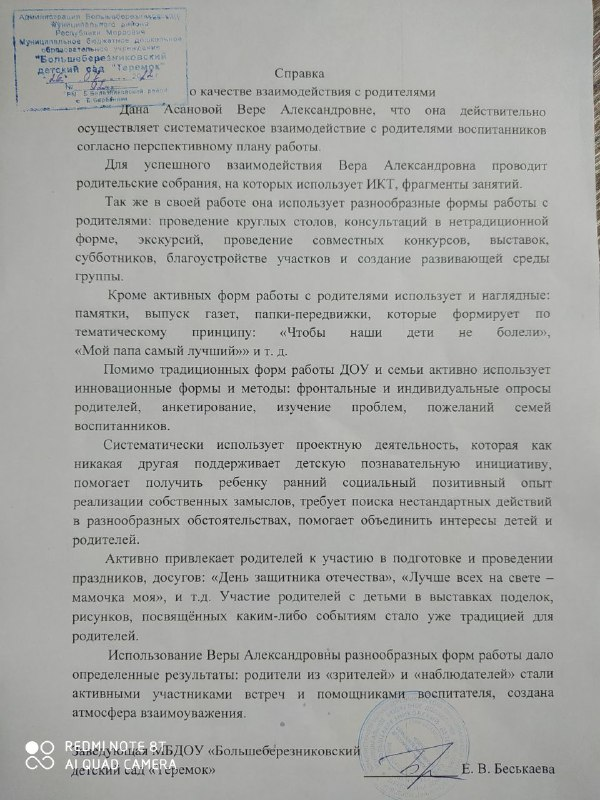 Администрация Большеберезниковского
Муниципального района
Республики Мордовия
Муниципальное бюджетное дошкольное
образовательное учреждение
"Большеберезниковский
детский сад "Теремок"
№
Справка
о качестве взаимодействия с родителями
Дана Асановой Вере Александровне, что она действительно
осуществляет систематическое взаимодействие с родителями воспитанников
согласно перспективному плану работы.
Для успешного взаимодействия Вера Александровна проводит
родительские собрания, на которых использует ИКТ, фрагменты занятий.
Так же в своей работе она использует разнообразные формы работы с
родителями: проведение круглых столов, консультаций в нетрадиционной
форме, экскурсий, проведение совместных конкурсов, выставок,
субботников, благоустройстве участков и создание развивающей среды
группы.
Кроме активных форм работы с родителями использует и наглядные:
памятки, выпуск газет, папки-передвижки, которые формирует по
тематическому принципу: «Чтобы наши дети не болели»,
«Мой папа самый лучший»» и т. д.
Помимо традиционных форм работы ДОУ и семьи активно использует
инновационные формы и методы: фронтальные и индивидуальные опросы
родителей, анкетирование, изучение проблем, пожеланий семей
воспитанников.
Систематически использует проектную деятельность, которая как
никакая другая поддерживает детскую познавательную инициативу,
помогает получить ребенку ранний социальный позитивный опыт
реализации собственных замыслов, требует поиска нестандартных действий
в разнообразных обстоятельствах, помогает объединить интересы детей и
родителей.
Активно привлекает родителей к участию в подготовке и проведении
праздников, досугов: «День защитника отечества», «Лучше всех на свете –
мамочка моя», и т.д. Участие родителей с детьми в выставках поделок,
рисунков, посвящённых каким-либо событиям стало уже традицией для
родителей.
Использование Веры Александровны разнообразных форм работы дало
определенные результаты: родители из «зрителей» и «наблюдателей» стали
активными участниками встреч и помощниками воспитателя, создана
атмосфера взаимоуважения.
Заведующая МБДОУ «Большеберезниковский
детский сад «Теремок» Е. В. Беськаева
REDMI NOTE 8T
AI QUAD CAMERA